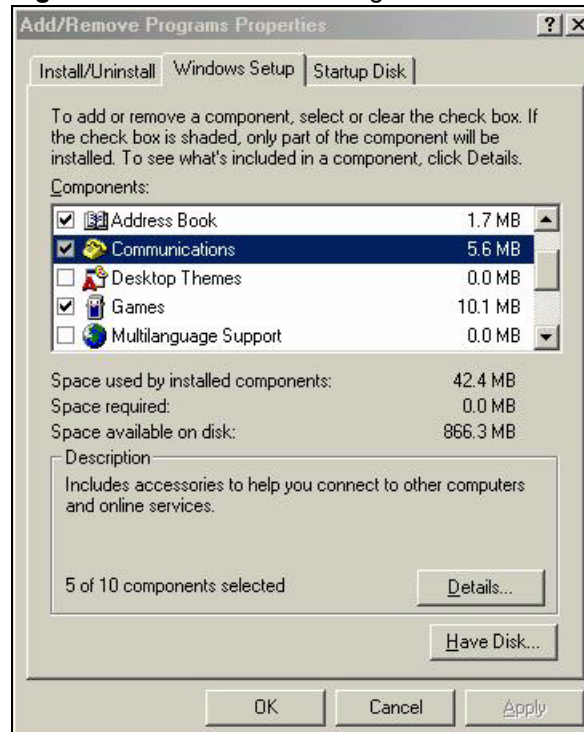 Add/Remove Programs Properties
Install/Uninstall Windows Setup Startup Disk
To add or remove a component, select or clear the check box. If
the check box is shaded, only part of the component will be
installed. To see what's included in a component, click Details.
Components:
Address Book 1.7 MB
Communications 5.6 MB
Desktop Themes 0.0 MB
Games 10.1 MB
Multilanguage Support 0.0 MB
Space used by installed components: 42.4 MB
Space required: 0.0 MB
Space available on disk: 866.3 MB
Description
Includes accessories to help you connect to other computers
and online services.
5 of 10 components selected Details...
Have Disk...
OK Cancel Apply